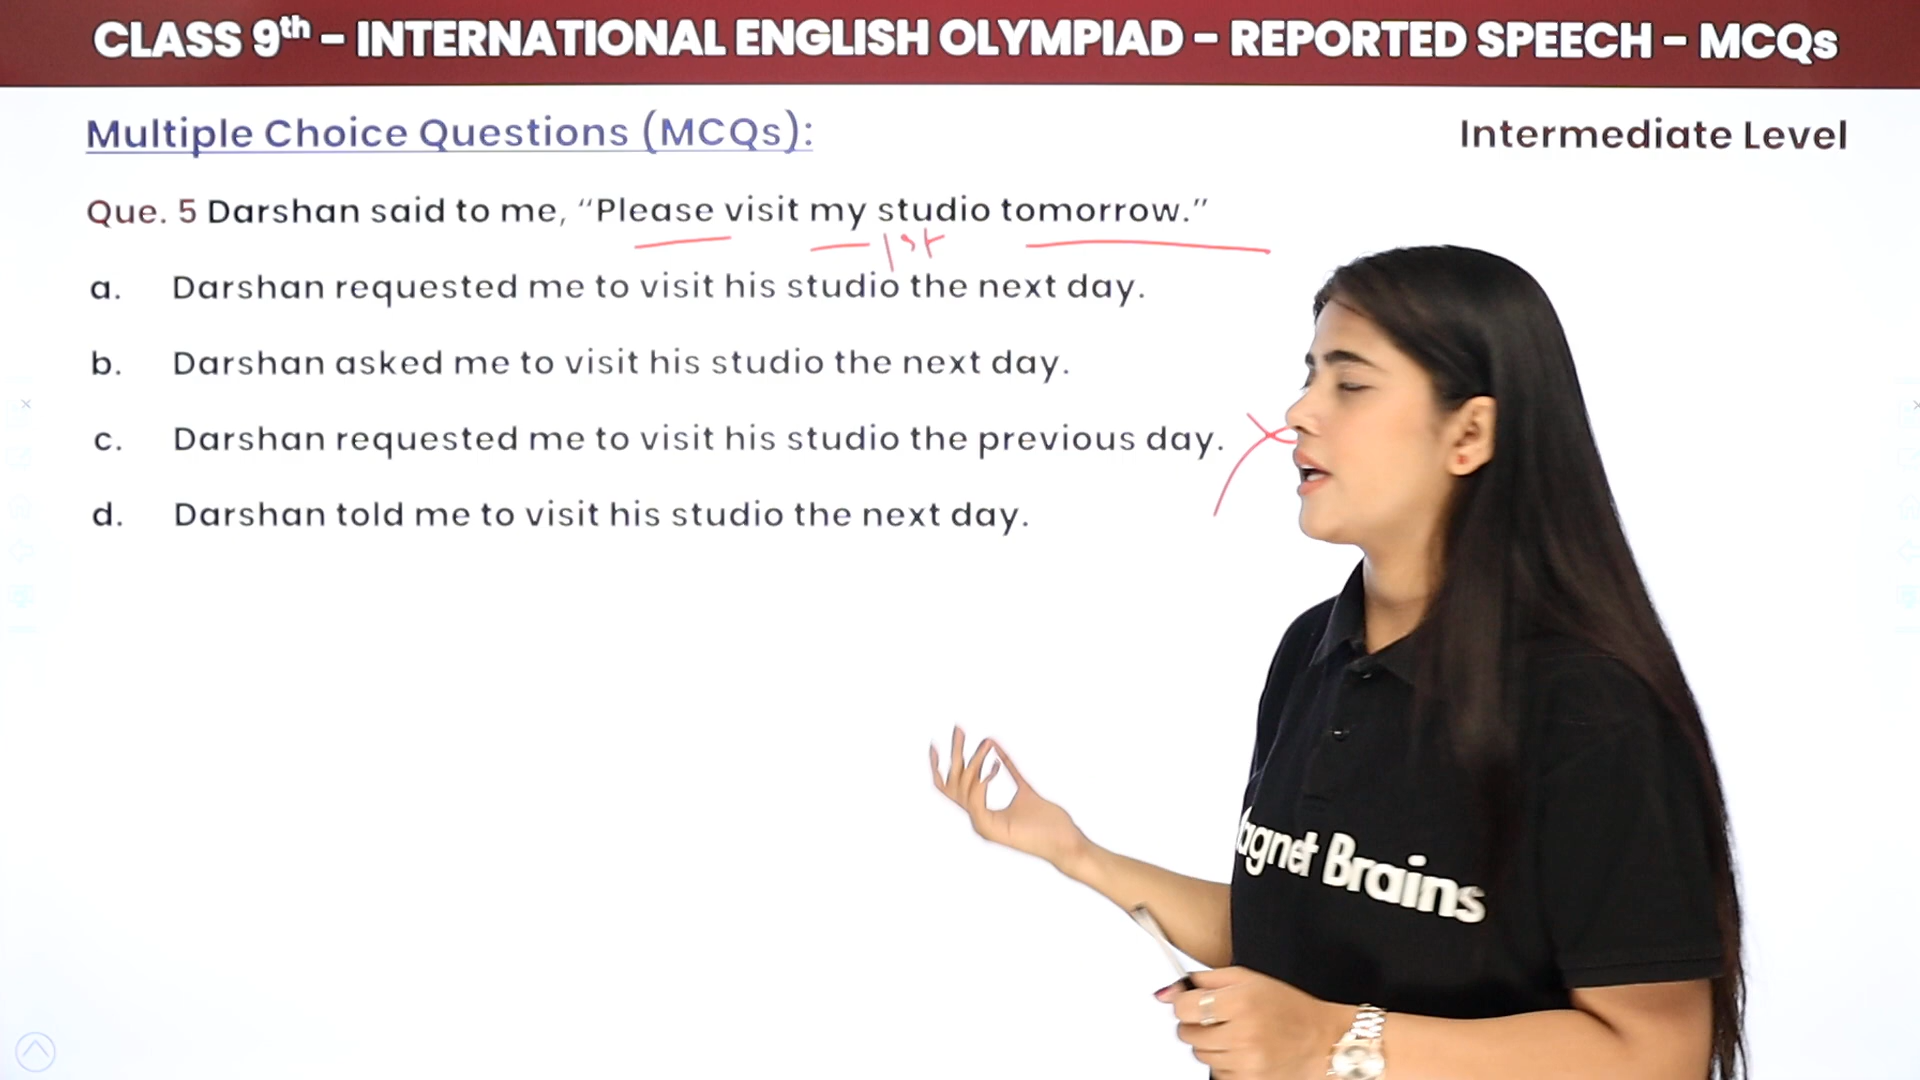 CLASS 9th – INTERNATIONAL ENGLISH OLYMPIAD – REPORTED SPEECH – MCQs
Multiple Choice Questions (MCQs):
Intermediate Level
Que. 5 Darshan said to me, “Please visit my studio tomorrow.”
1st
a. Darshan requested me to visit his studio the next day.
b. Darshan asked me to visit his studio the next day.
c. Darshan requested me to visit his studio the previous day.
d. Darshan told me to visit his studio the next day.
agnet Brains